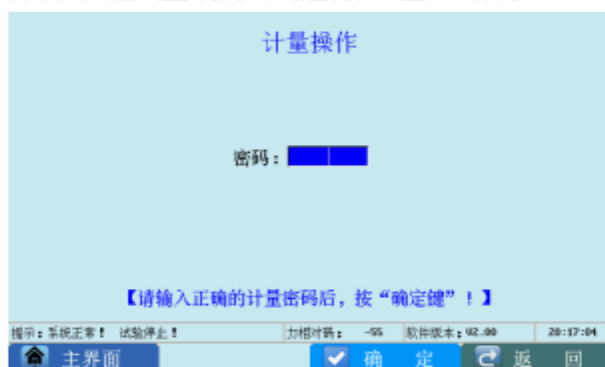 计量操作
密码：
【请输入正确的计量密码后，按“确定键”！】
提示：系统正常！ 试验停止！ 力相对码： -55 软件版本：V2.00 20:17:04
主界面 确 定 返 回